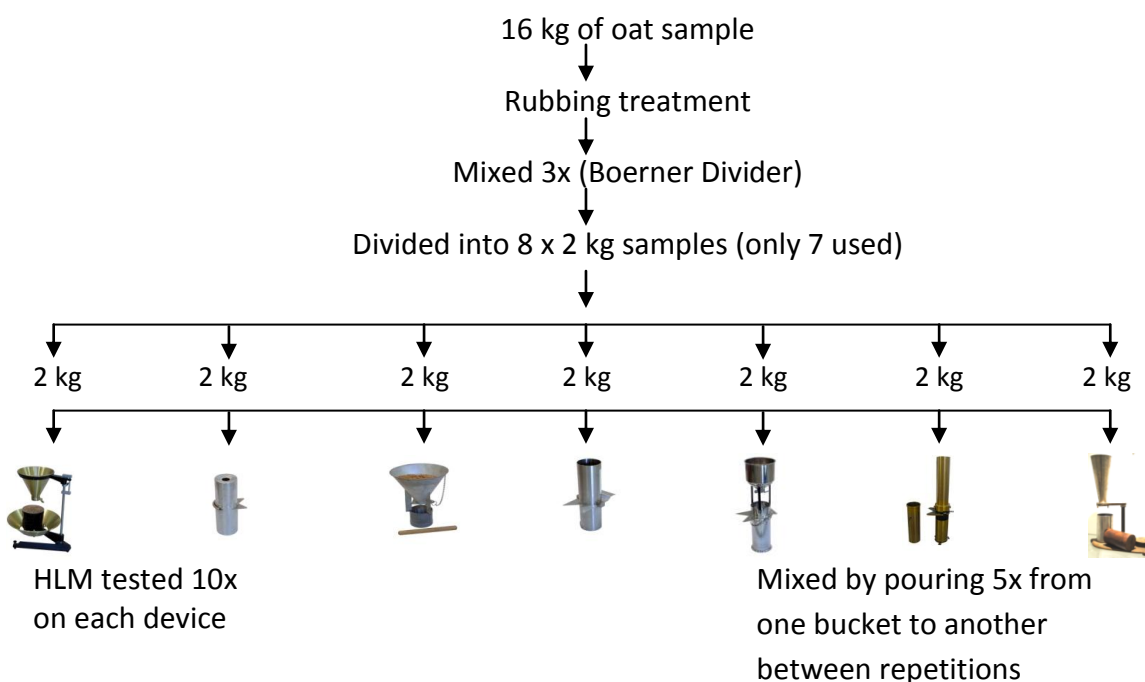 16 kg of oat sample
Rubbing treatment
Mixed 3x (Boerner Divider)
Divided into 8 x 2 kg samples (only 7 used)
2 kg 2 kg 2 kg 2 kg 2 kg 2 kg 2 kg
HLM tested 10x
on each device
Mixed by pouring 5x from
one bucket to another
between repetitions